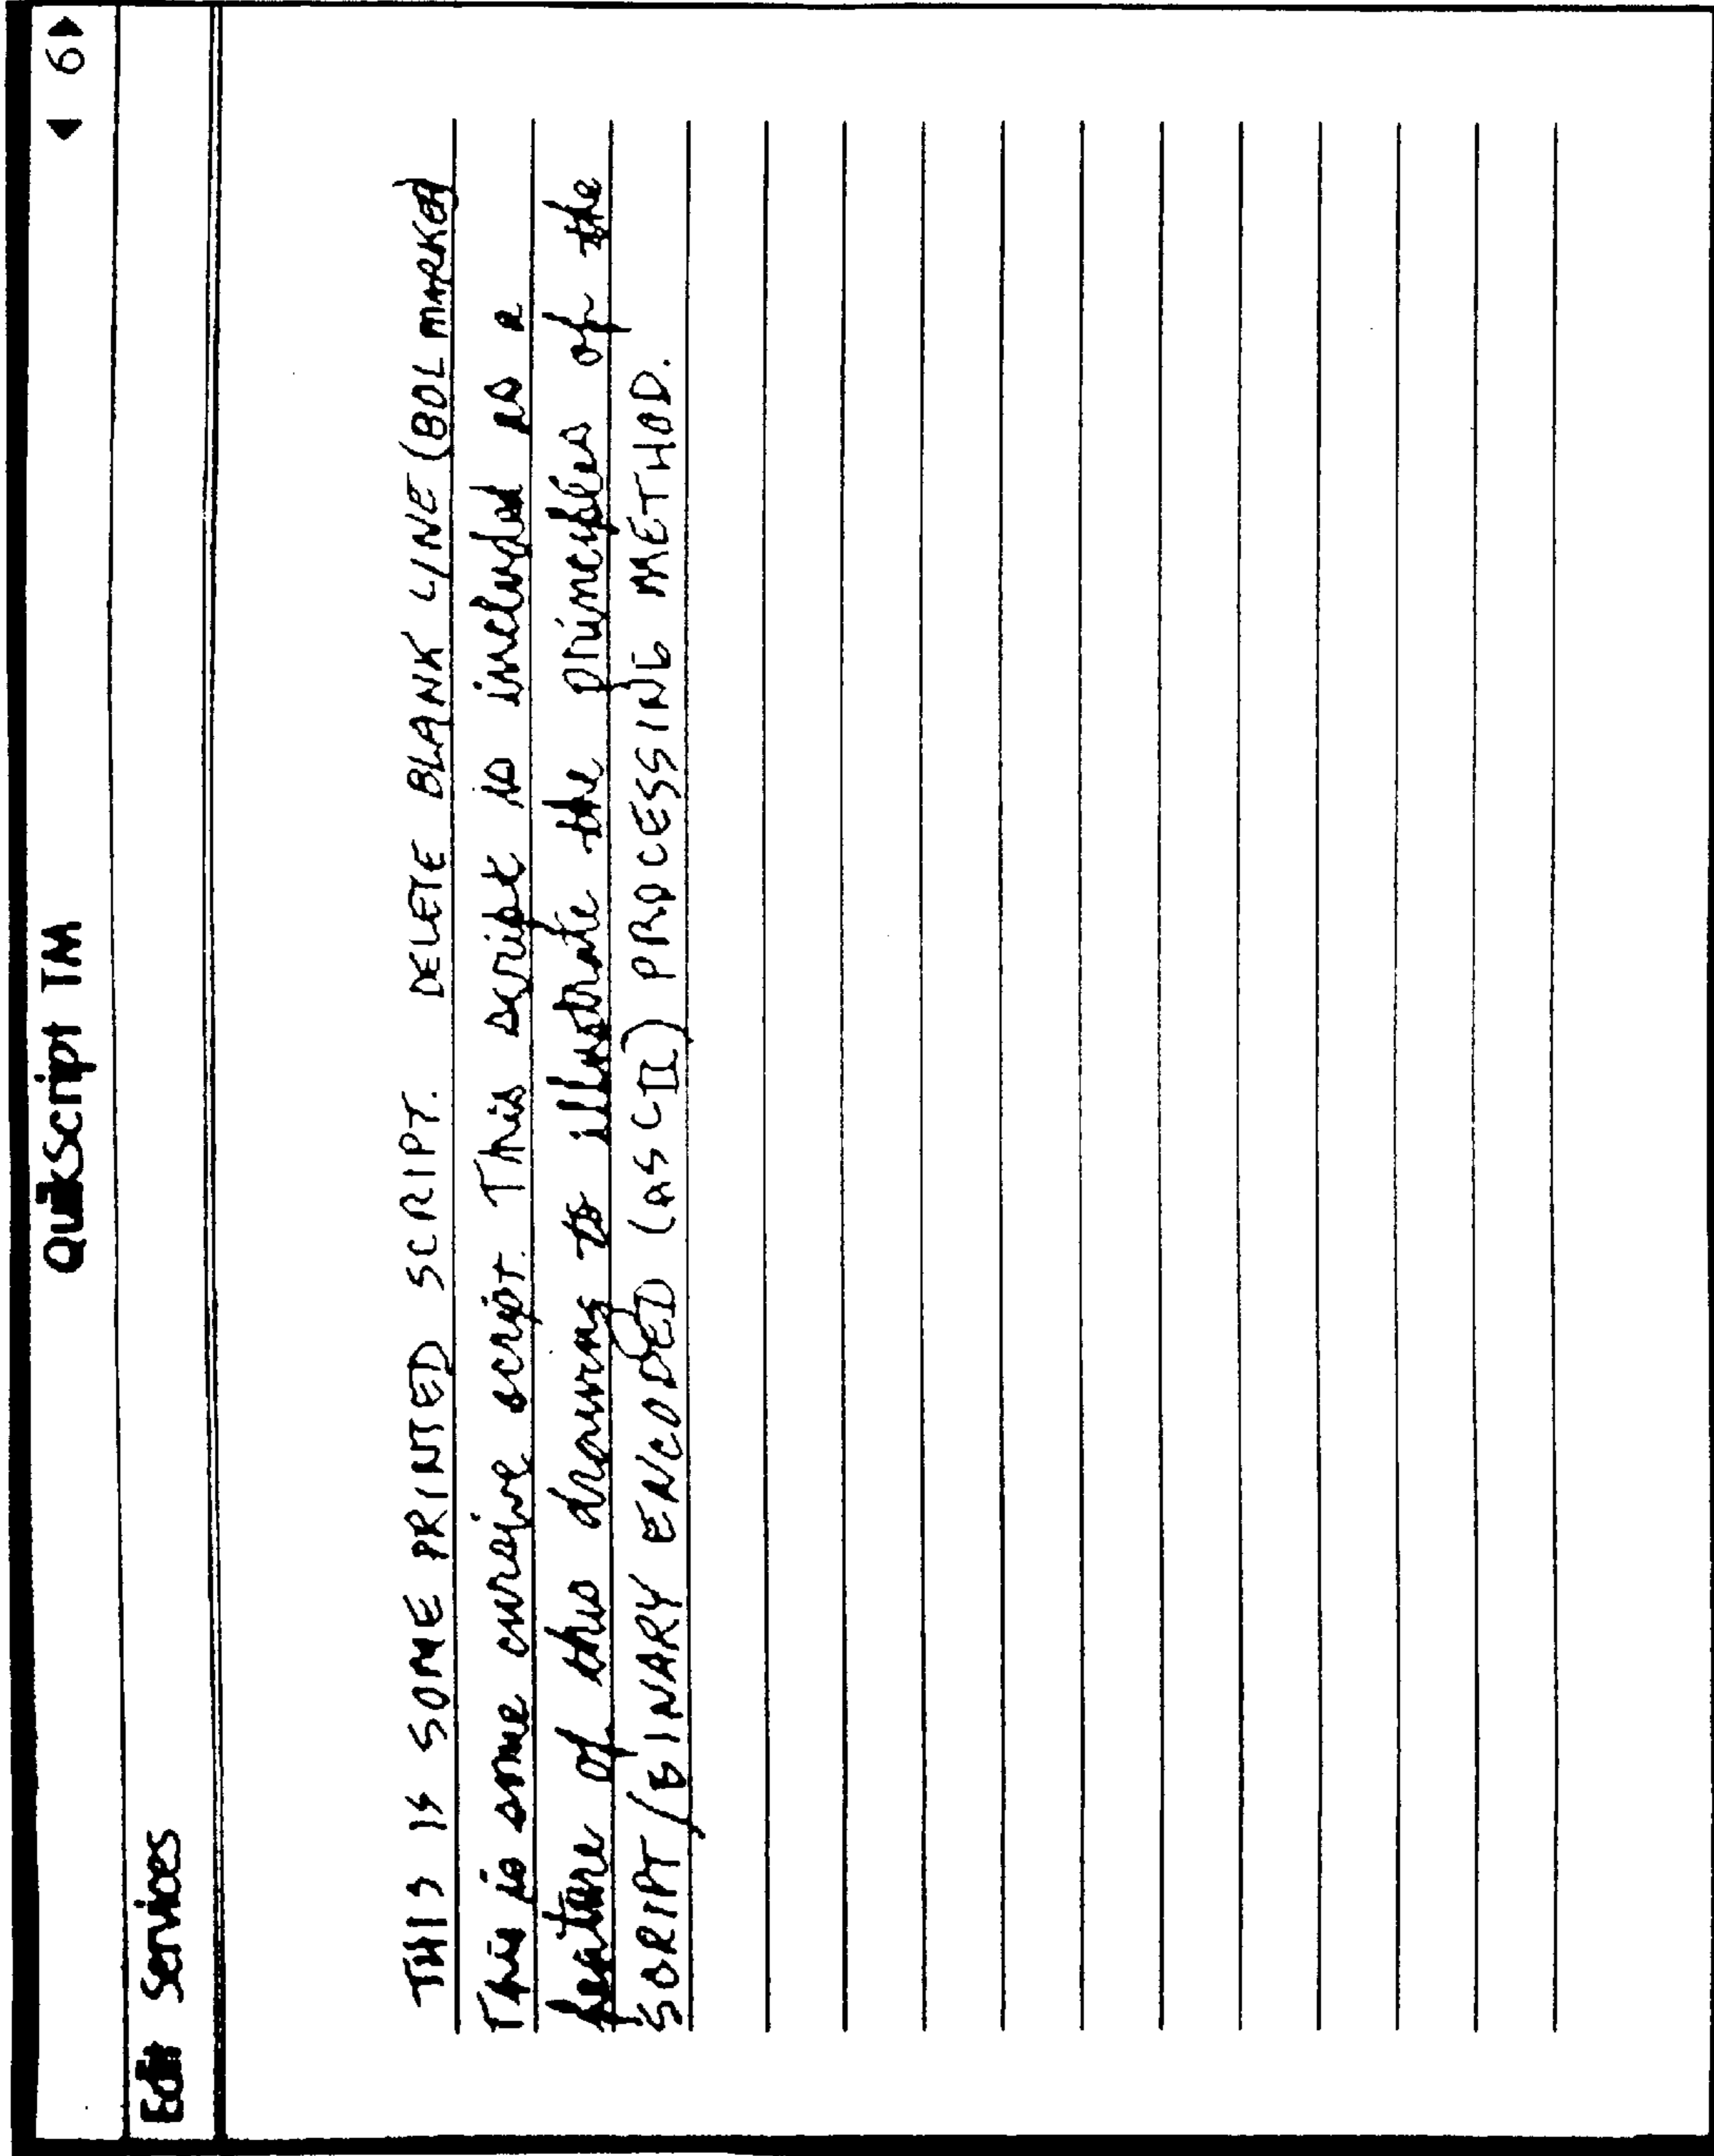 QuikScript TM
◀ 6 ▶
Edit Services
THIS IS SOME PRINTED SCRIPT. DELETE BLANK LINE (BOL MARKED
This is some cursive script. This script is included as a
feature of this drawing to illustrate the principles of the
SCRIPT/(BINARY ENCODED (ASCII) PROCESSING METHOD.